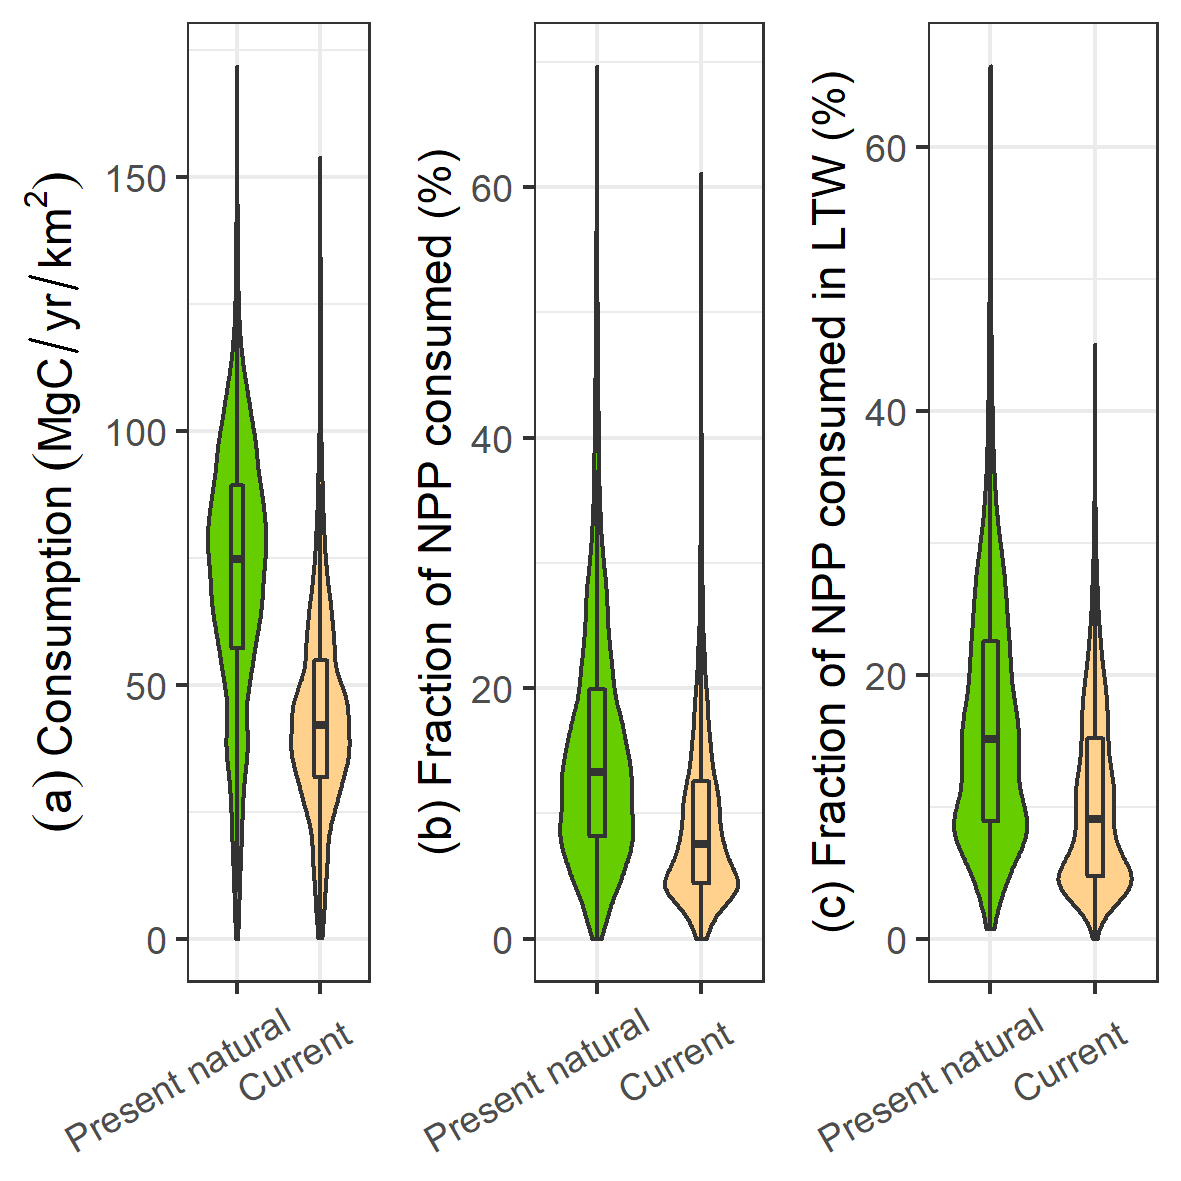 (a) Consumption (MgC/yr/km²)
150
100
50
0
Present natural
Current
(b) Fraction of NPP consumed (%)
60
40
20
0
Present natural
Current
(c) Fraction of NPP consumed in LTW (%)
60
40
20
0
Present natural
Current